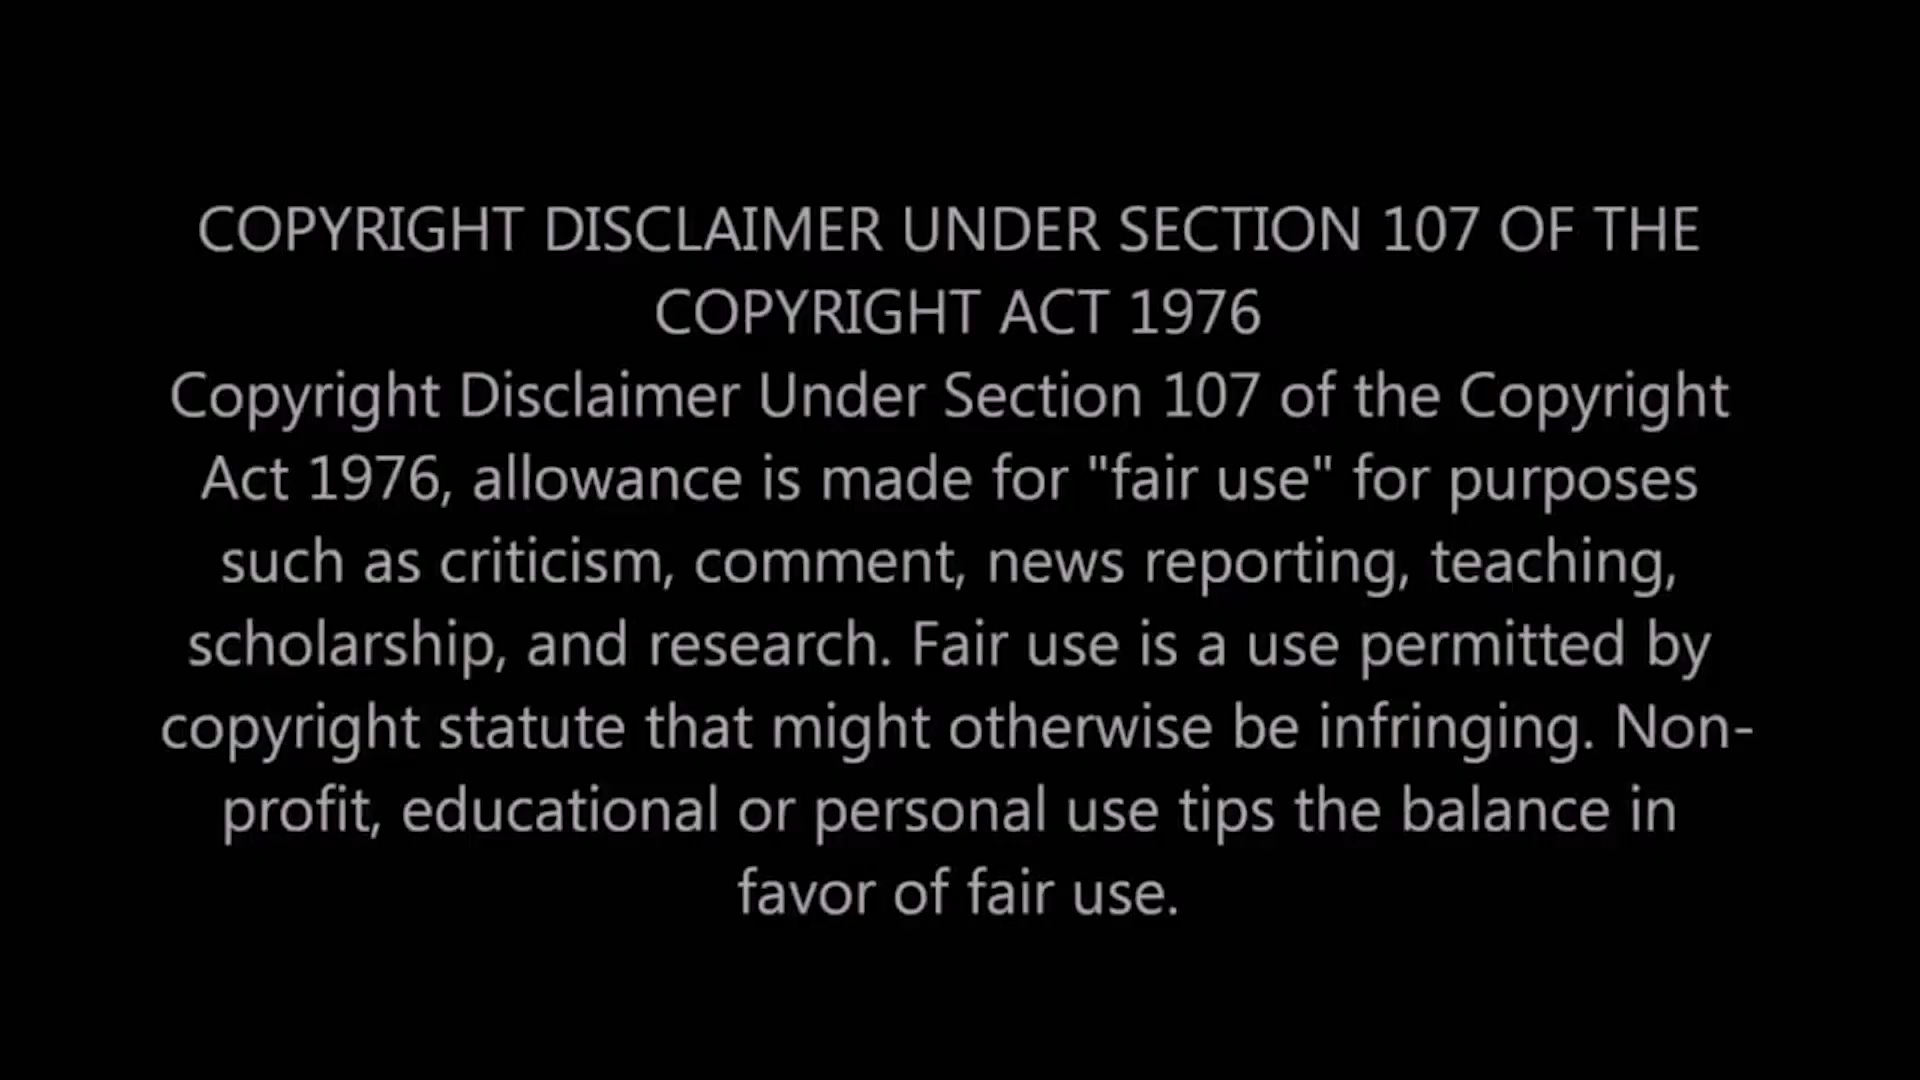 COPYRIGHT DISCLAIMER UNDER SECTION 107 OF THE
COPYRIGHT ACT 1976
Copyright Disclaimer Under Section 107 of the Copyright
Act 1976, allowance is made for "fair use" for purposes
such as criticism, comment, news reporting, teaching,
scholarship, and research. Fair use is a use permitted by
copyright statute that might otherwise be infringing. Non-
profit, educational or personal use tips the balance in
favor of fair use.